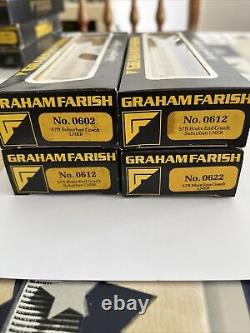 GRAHAM FARISH
No. 0602
57ft Suburban Coach
LNER
GRAHAM FARISH
No. 0612
57ft Brake End Coach
Suburban LNER
GRAHAM FARISH
No. 0612
57ft Brake End Coach
Suburban LNER
GRAHAM FARISH
No. 0622
57ft Mainline Coach
LNER